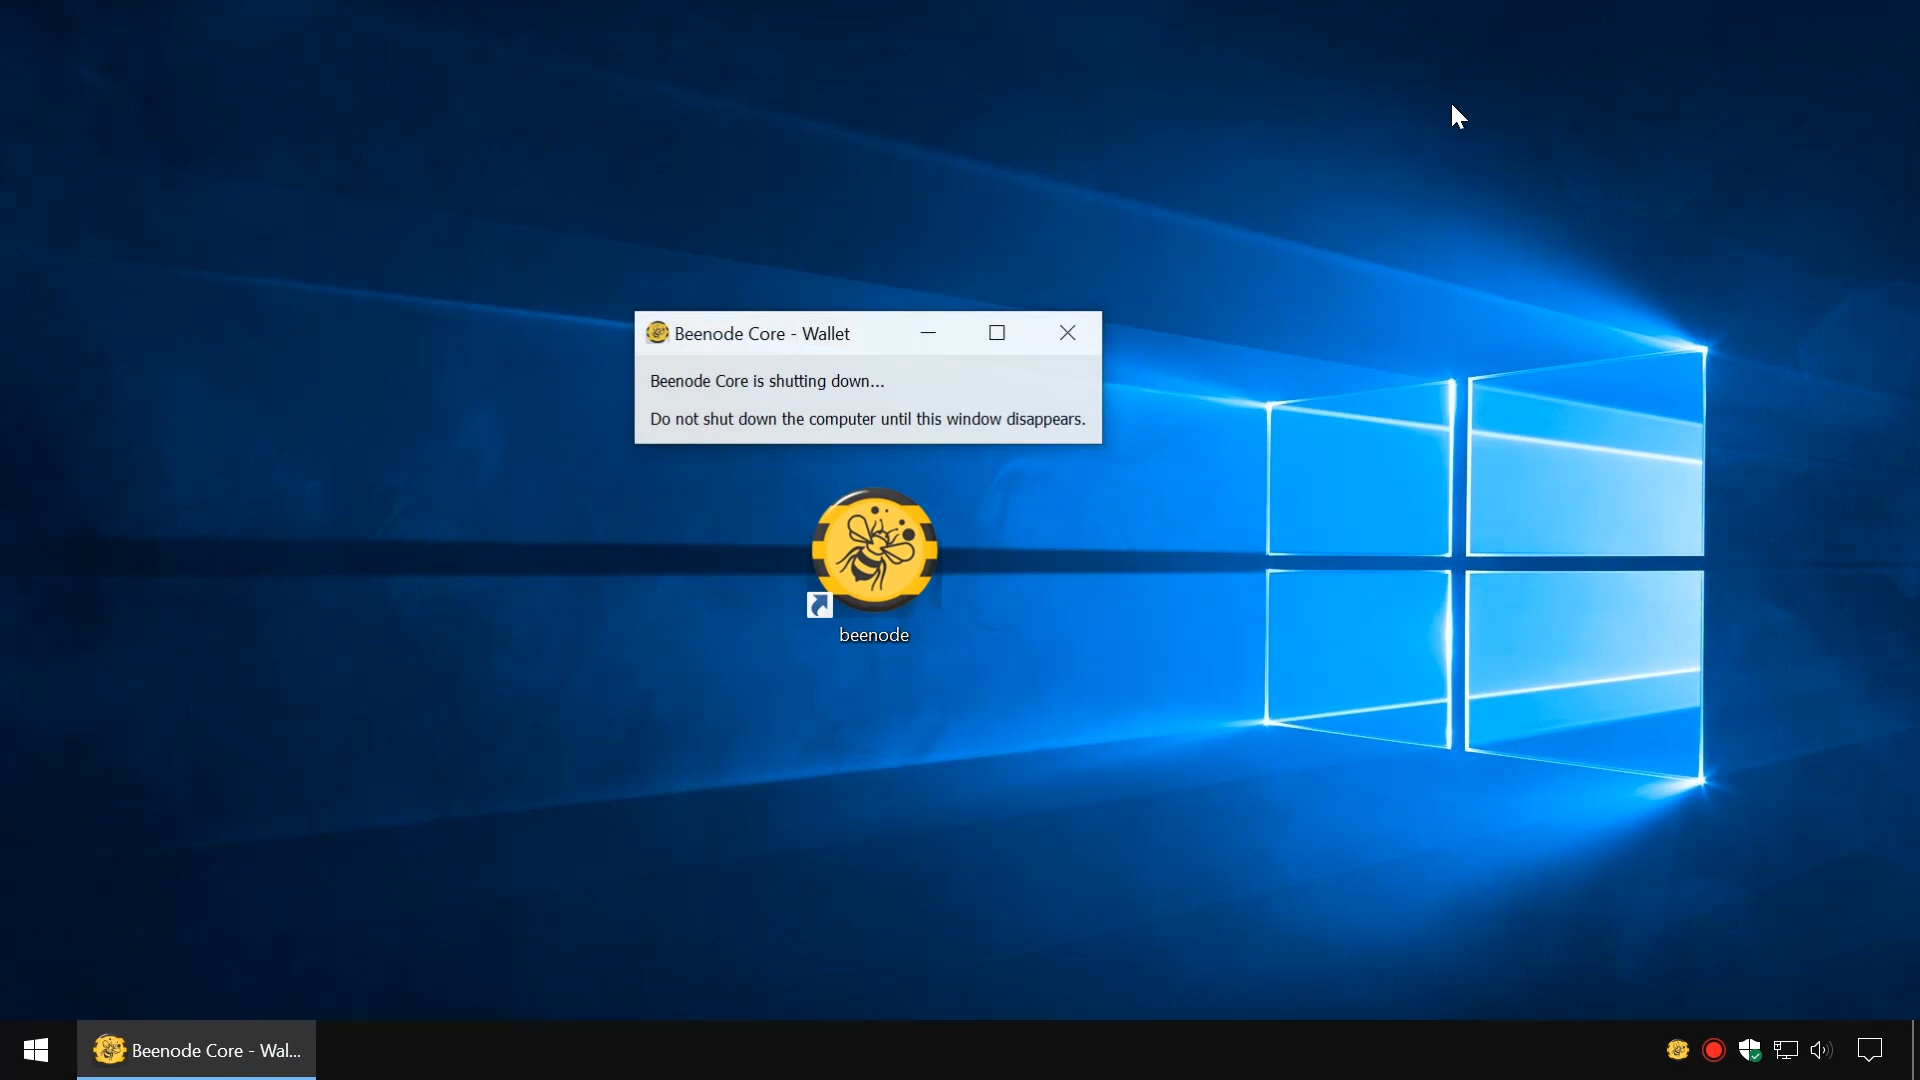 Beenode Core - Wallet
Beenode Core is shutting down...
Do not shut down the computer until this window disappears.
beenode
Beenode Core - Wal...